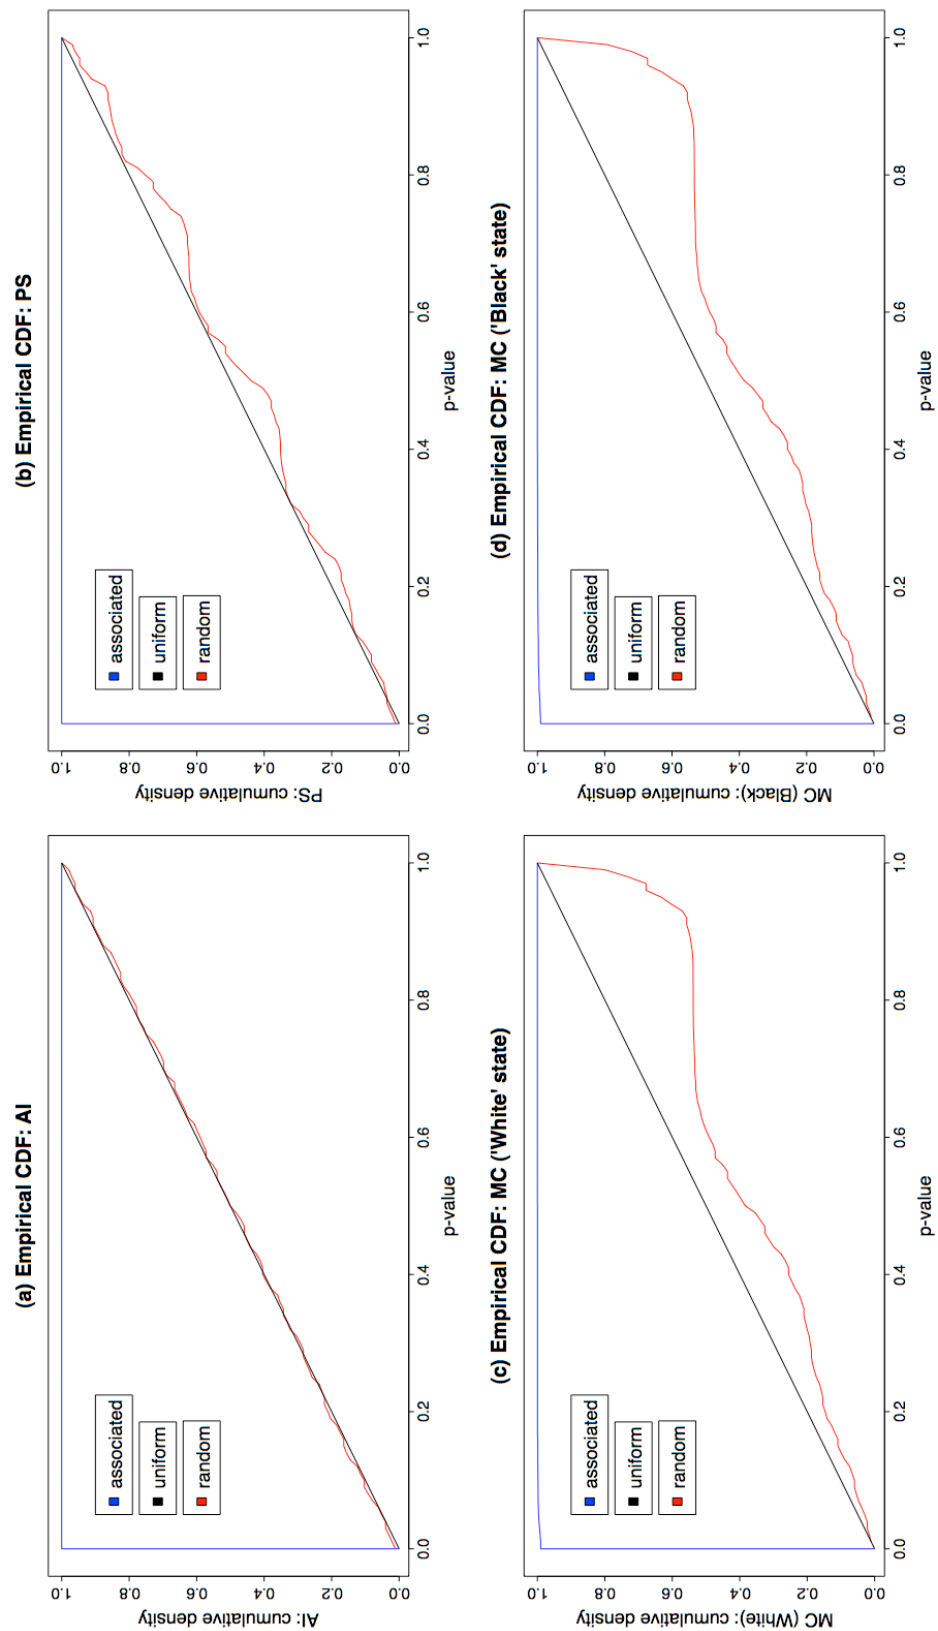 (a) Empirical CDF: AI
AI: cumulative density
0.0 0.2 0.4 0.6 0.8 1.0
associated
uniform
random
0.0 0.2 0.4 0.6 0.8 1.0
p-value
(b) Empirical CDF: PS
PS: cumulative density
0.0 0.2 0.4 0.6 0.8 1.0
associated
uniform
random
0.0 0.2 0.4 0.6 0.8 1.0
p-value
(c) Empirical CDF: MC ('White' state)
MC (White): cumulative density
0.0 0.2 0.4 0.6 0.8 1.0
associated
uniform
random
0.0 0.2 0.4 0.6 0.8 1.0
p-value
(d) Empirical CDF: MC ('Black' state)
MC (Black): cumulative density
0.0 0.2 0.4 0.6 0.8 1.0
associated
uniform
random
0.0 0.2 0.4 0.6 0.8 1.0
p-value